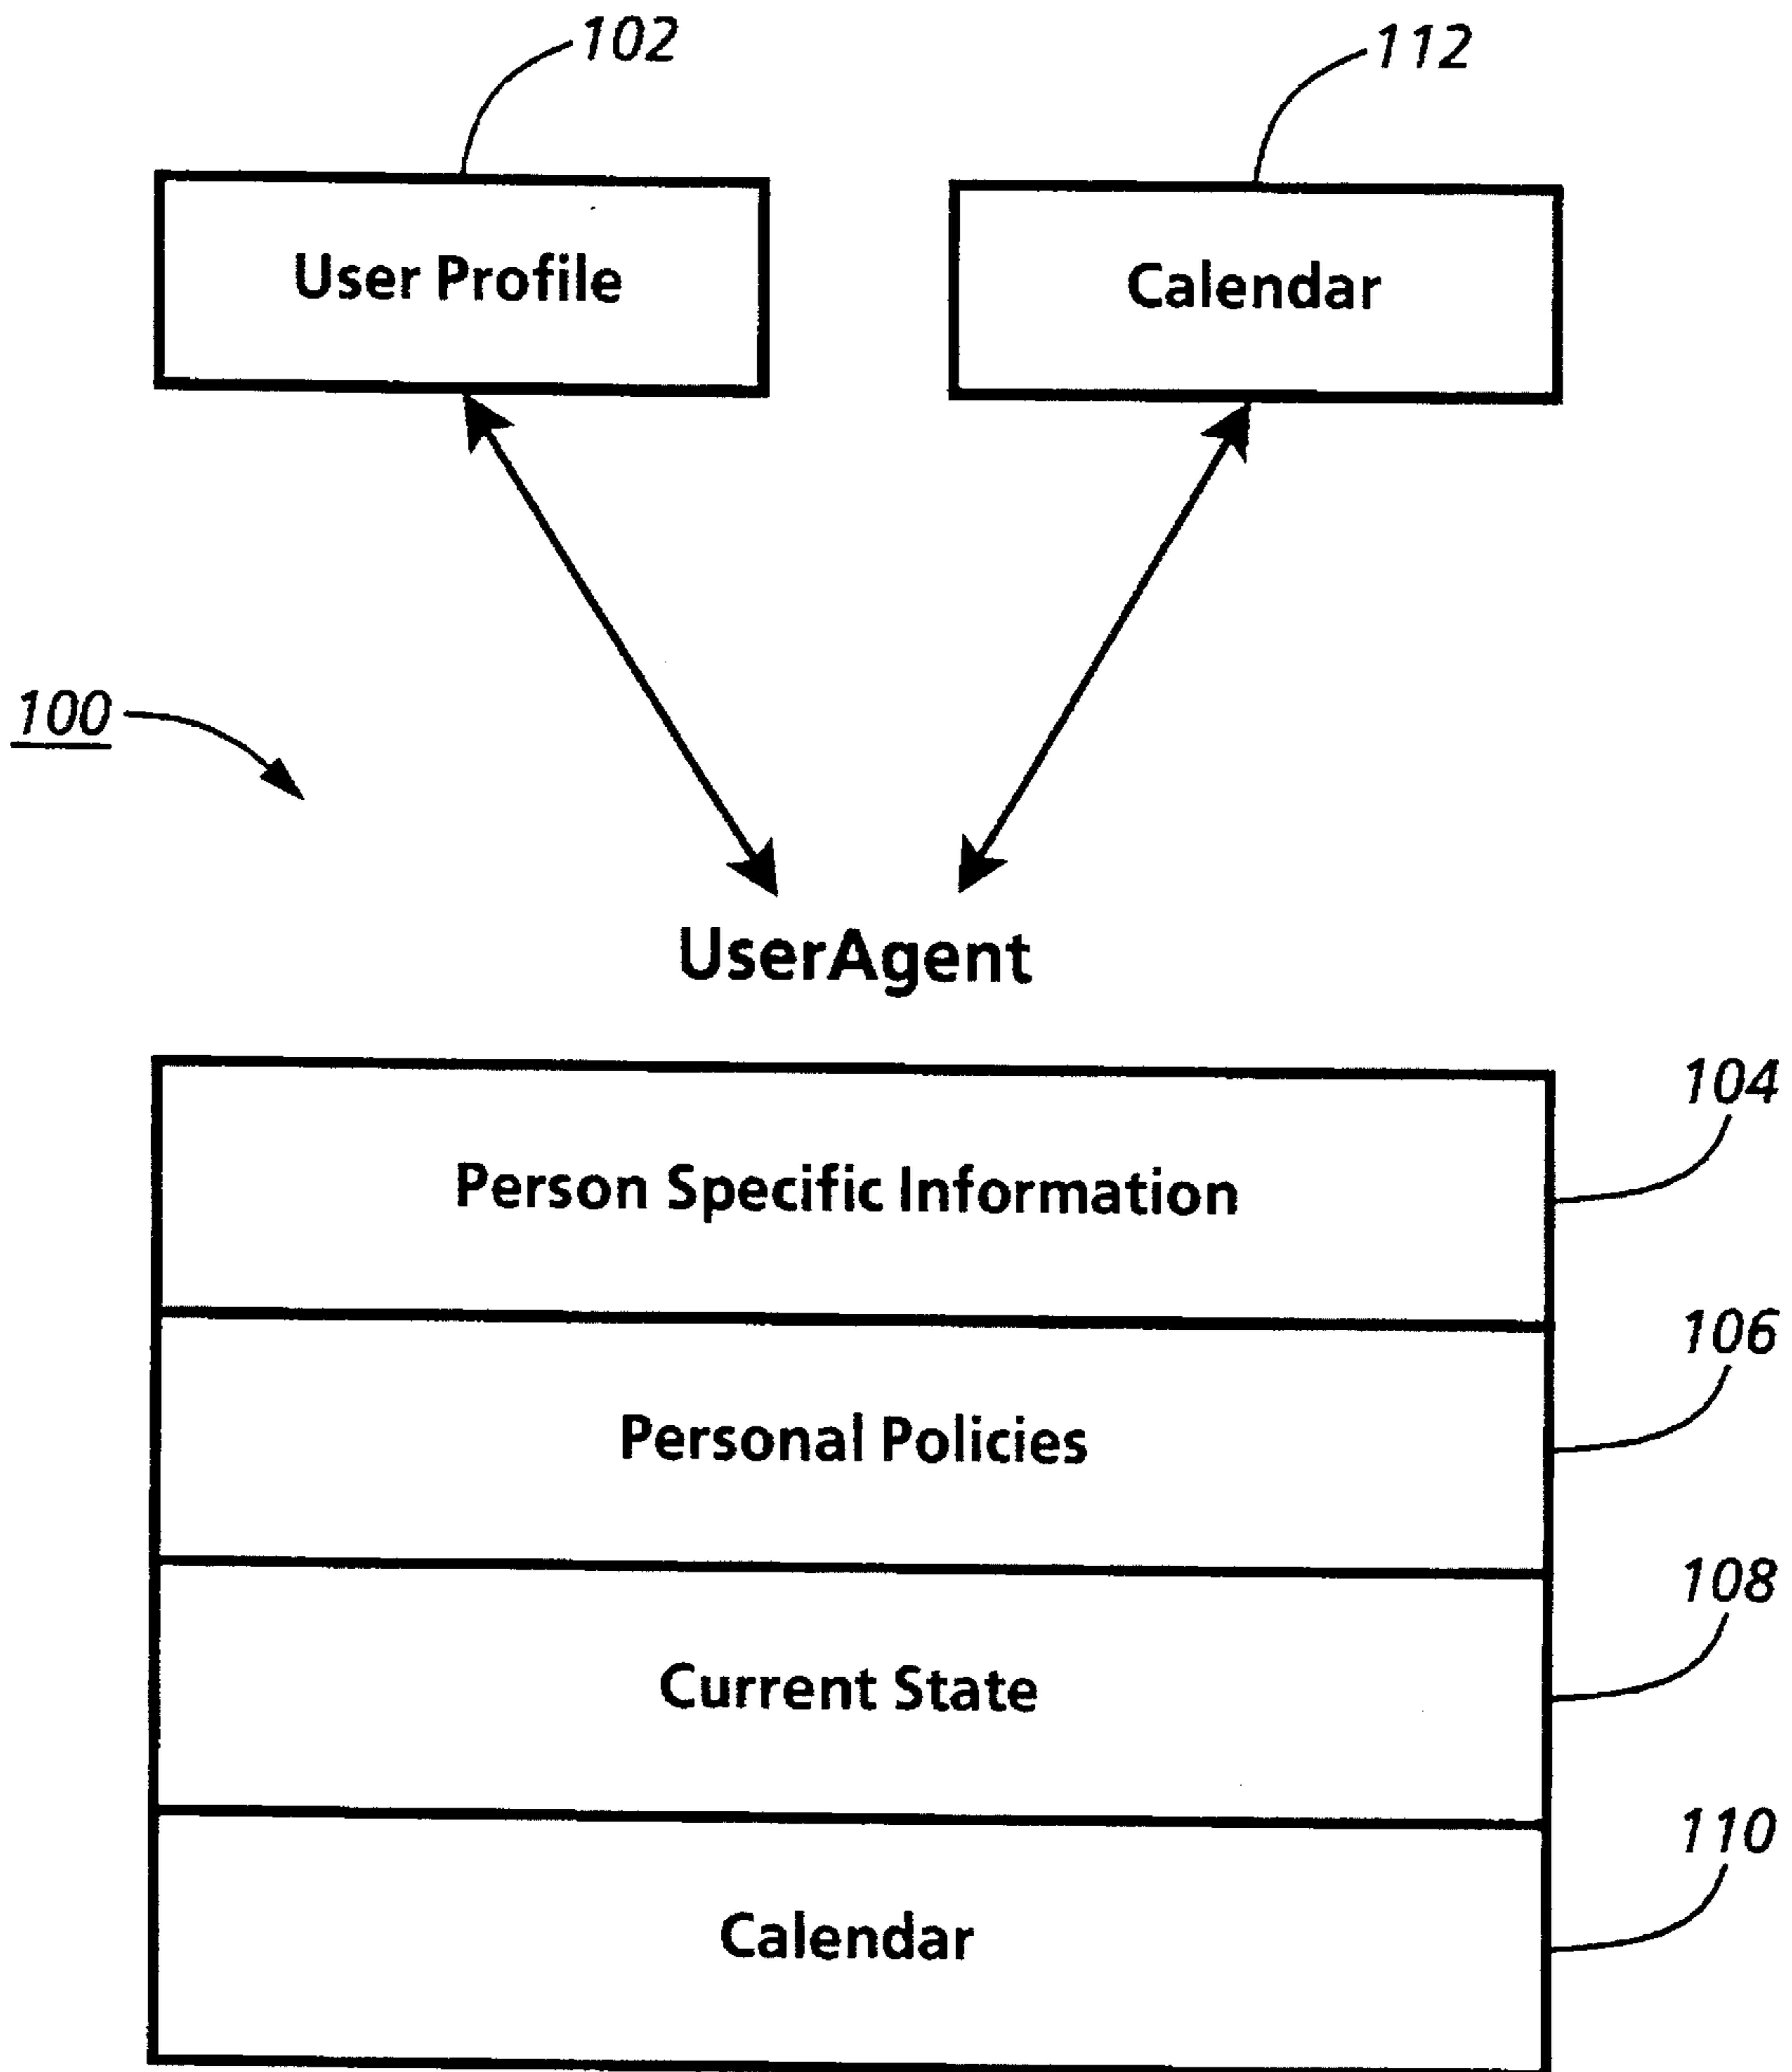 102
112
User Profile
Calendar
100
UserAgent
104
Person Specific Information
106
Personal Policies
108
Current State
110
Calendar